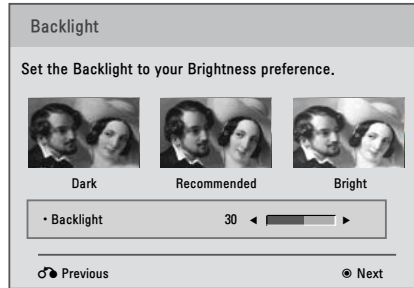 Backlight
Set the Backlight to your Brightness preference.
Dark Recommended Bright
• Backlight 30 ◄ ►
Previous ◉ Next